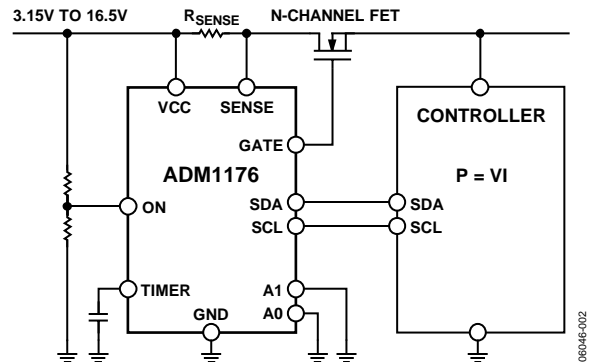 3.15V TO 16.5V
RSENSE
N-CHANNEL FET
VCC
SENSE
CONTROLLER
GATE
ADM1176
P = VI
ON
SDA
SDA
SCL
SCL
TIMER
A1
GND
A0
06046-002